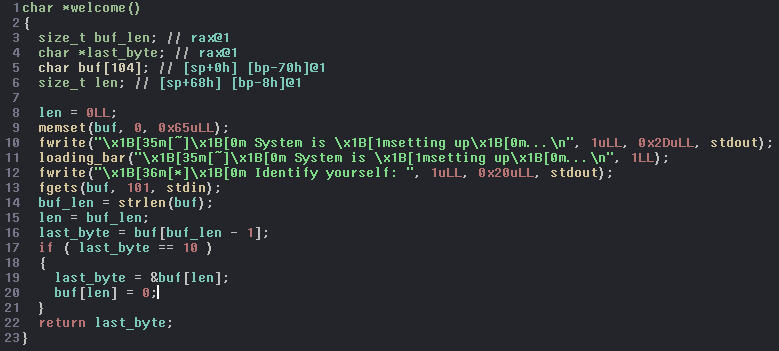 1 char *welcome()
2 {
3   size_t buf_len; // rax@1
4   char *last_byte; // rax@1
5   char buf[104]; // [sp+0h] [bp-70h]@1
6   size_t len; // [sp+68h] [bp-8h]@1
7
8   len = 0LL;
9   memset(buf, 0, 0x65uLL);
10   fwrite("\x1B[35m[~]\x1B[0m System is \x1B[1msetting up\x1B[0m...\n", 1uLL, 0x2DuLL, stdout);
11   loading_bar("\x1B[35m[~]\x1B[0m System is \x1B[1msetting up\x1B[0m...\n", 1LL);
12   fwrite("\x1B[36m[*]\x1B[0m Identify yourself: ", 1uLL, 0x20uLL, stdout);
13   fgets(buf, 101, stdin);
14   buf_len = strlen(buf);
15   len = buf_len;
16   last_byte = buf[buf_len - 1];
17   if ( last_byte == 10 )
18   {
19     last_byte = &buf[len];
20     buf[len] = 0;
21   }
22   return last_byte;
23 }